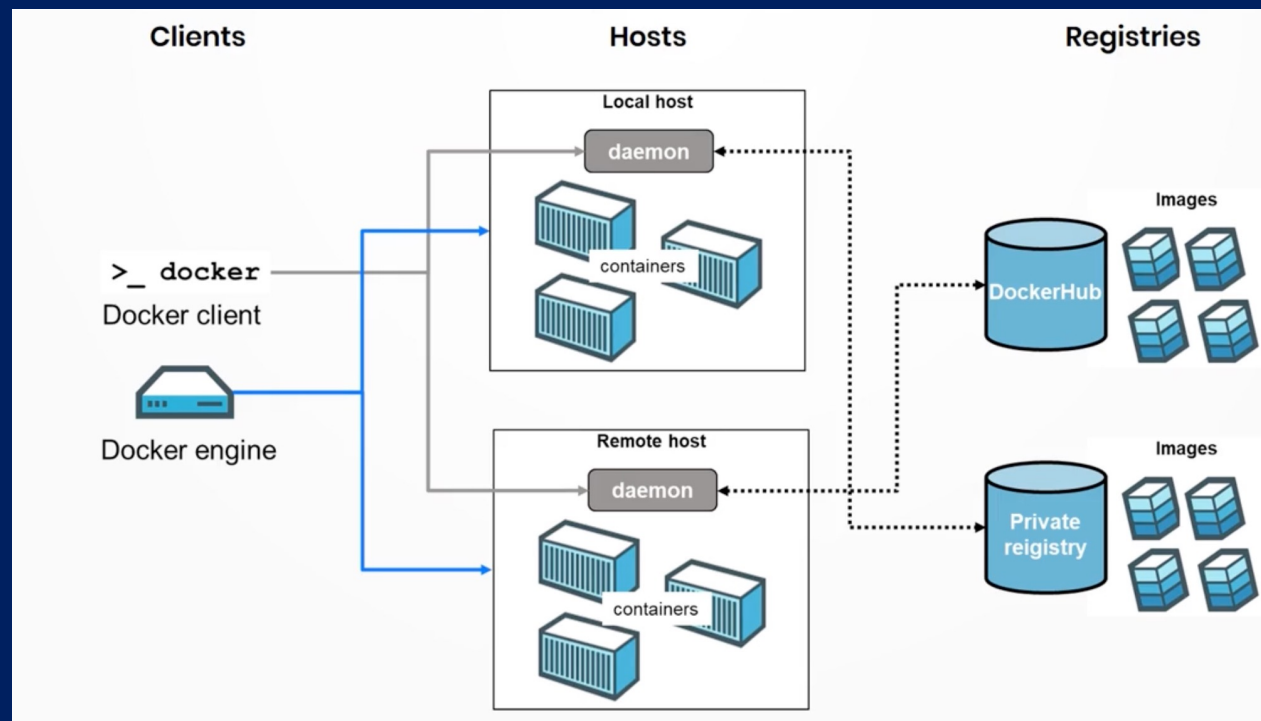 Clients
Hosts
Registries
Local host
daemon
containers
>_ docker
Docker client
Docker engine
Remote host
daemon
containers
Images
DockerHub
Images
Private
reigistry